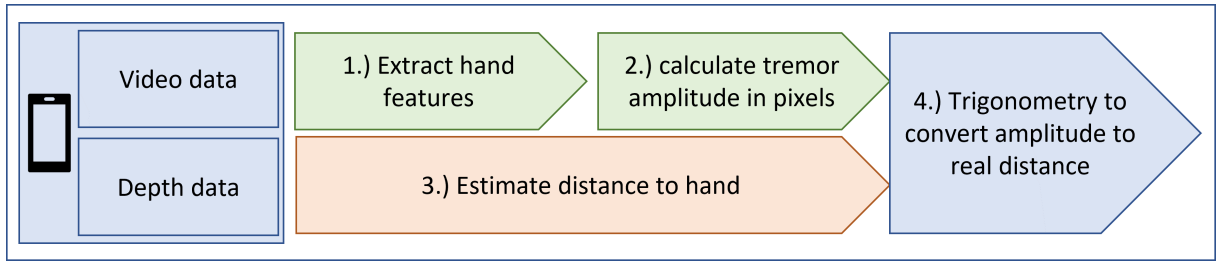 Video data
Depth data
1.) Extract hand
features
2.) calculate tremor
amplitude in pixels
3.) Estimate distance to hand
4.) Trigonometry to
convert amplitude to
real distance